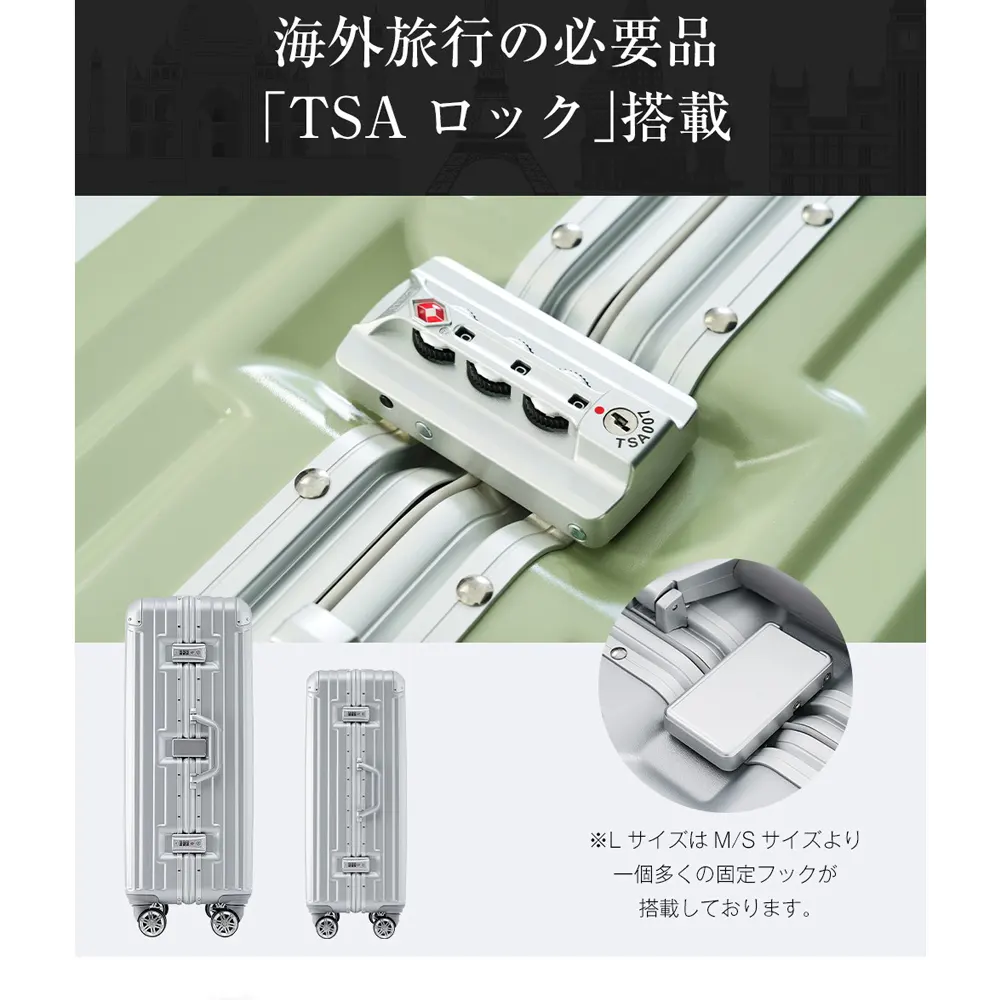 海外旅行の必要品
「TSA ロック」搭載
TSA007
※L サイズは M/S サイズより
一個多くの固定フックが
搭載しております。